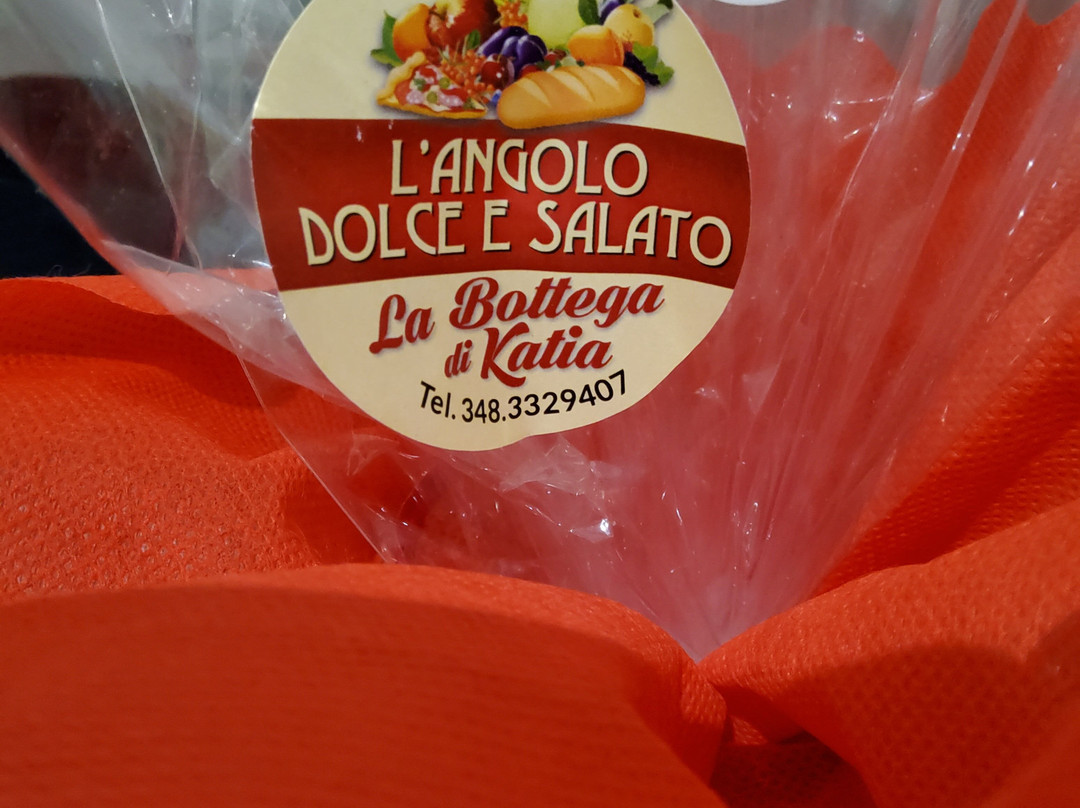 L'ANGOLO
DOLCE E SALATO
La Bottega
di Katia
Tel. 348.3329407